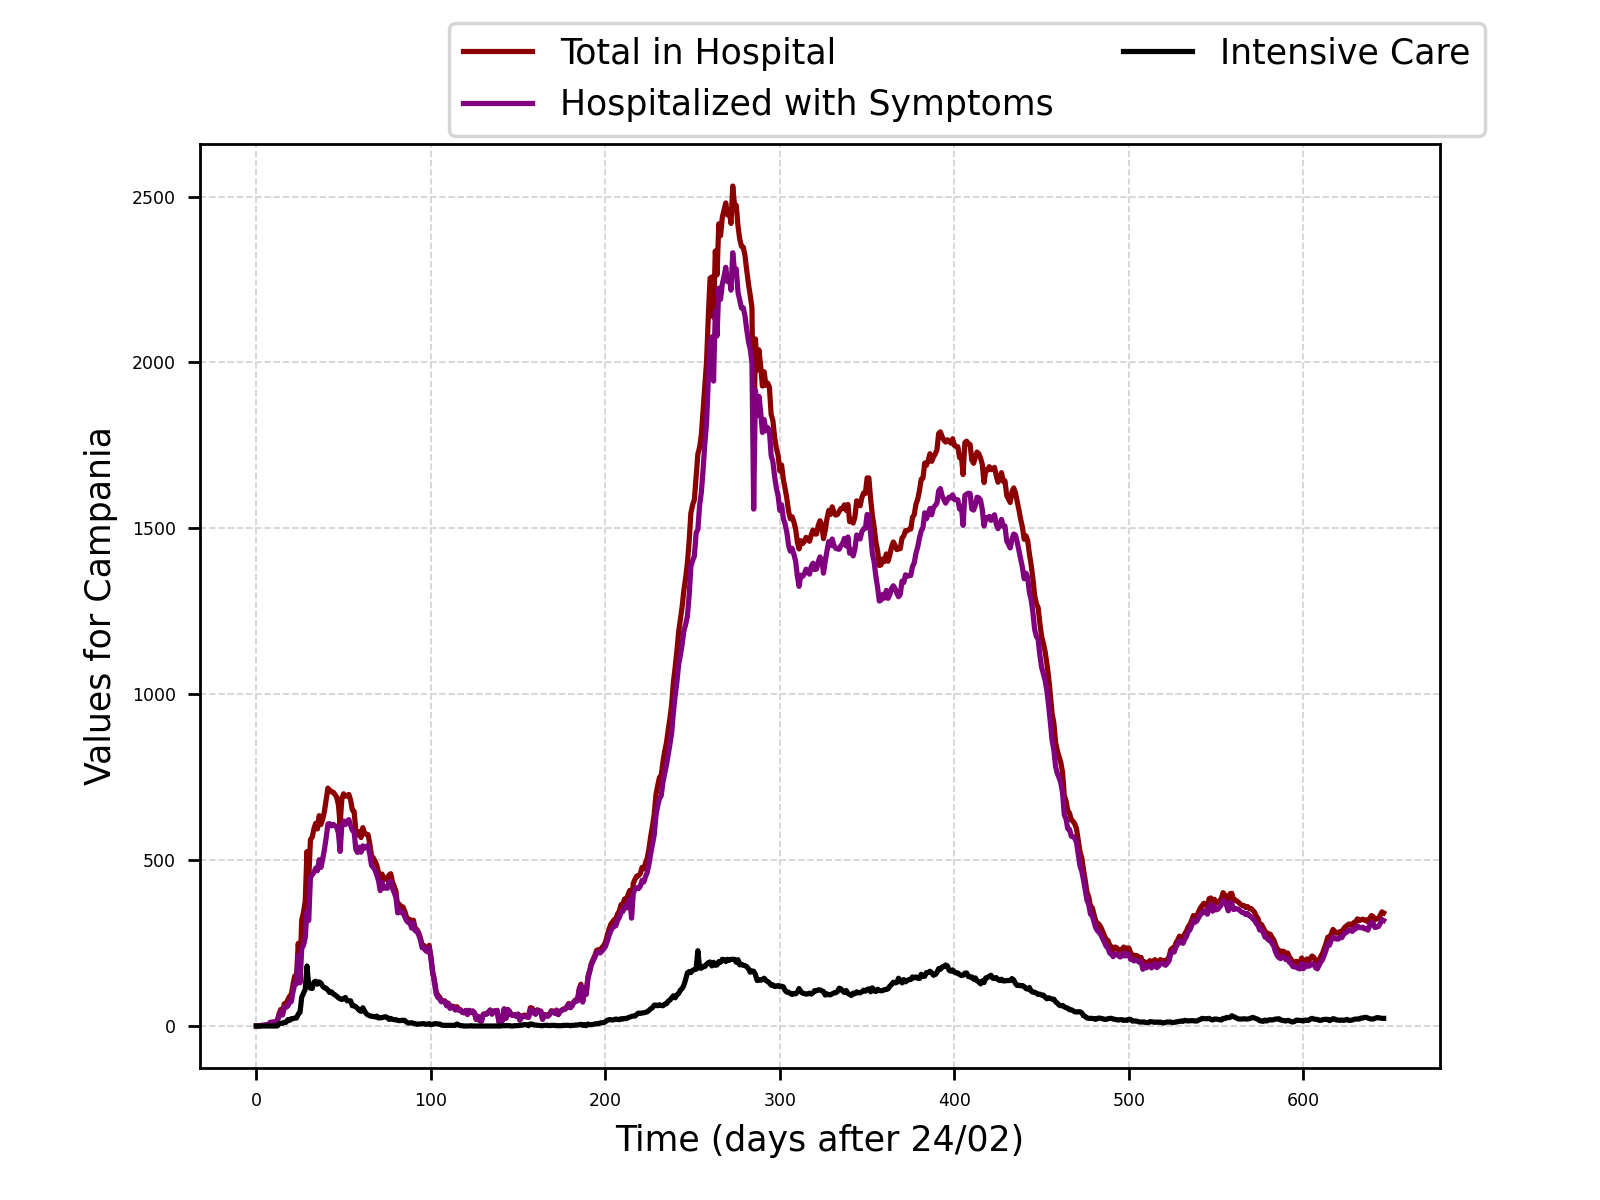 Total in Hospital
Hospitalized with Symptoms
Intensive Care
Values for Campania
2500
2000
1500
1000
500
0
0 100 200 300 400 500 600
Time (days after 24/02)